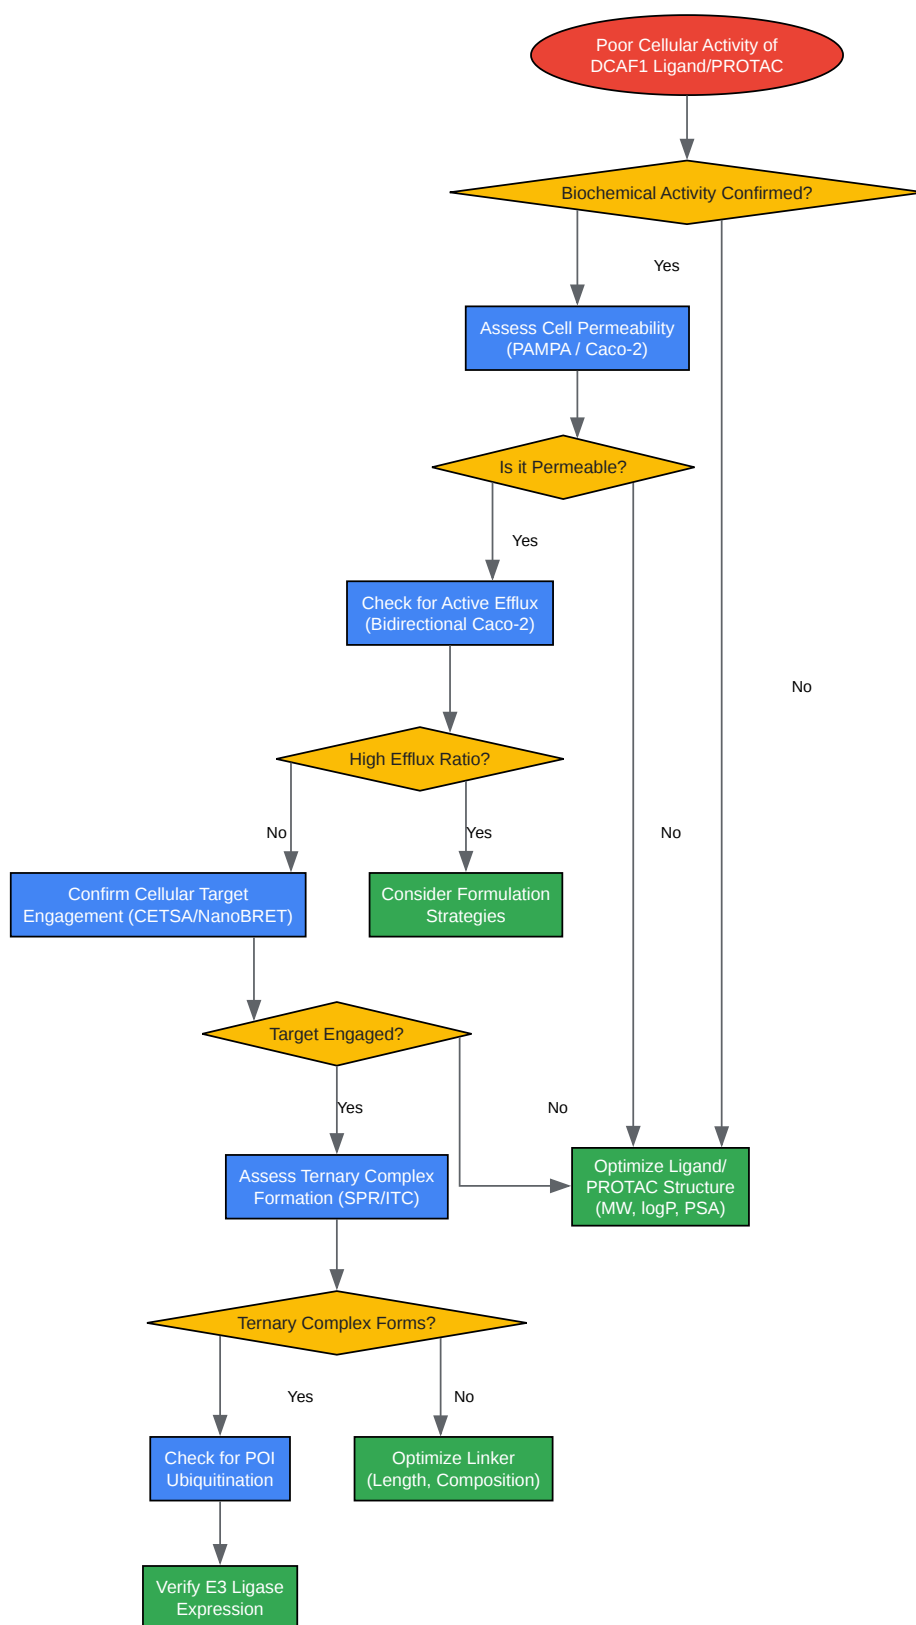 Poor Cellular Activity of
DCAF1 Ligand/PROTAC
Biochemical Activity Confirmed?
Yes
Assess Cell Permeability
(PAMPA / Caco-2)
Is it Permeable?
Yes
Check for Active Efflux
(Bidirectional Caco-2)
No
High Efflux Ratio?
No
Yes
No
Confirm Cellular Target
Engagement (CETSA/NanoBRET)
Consider Formulation
Strategies
Target Engaged?
Yes
No
Assess Ternary Complex
Formation (SPR/ITC)
Optimize Ligand/
PROTAC Structure
(MW, logP, PSA)
Ternary Complex Forms?
Yes
No
Check for POI
Ubiquitination
Optimize Linker
(Length, Composition)
Verify E3 Ligase
Expression